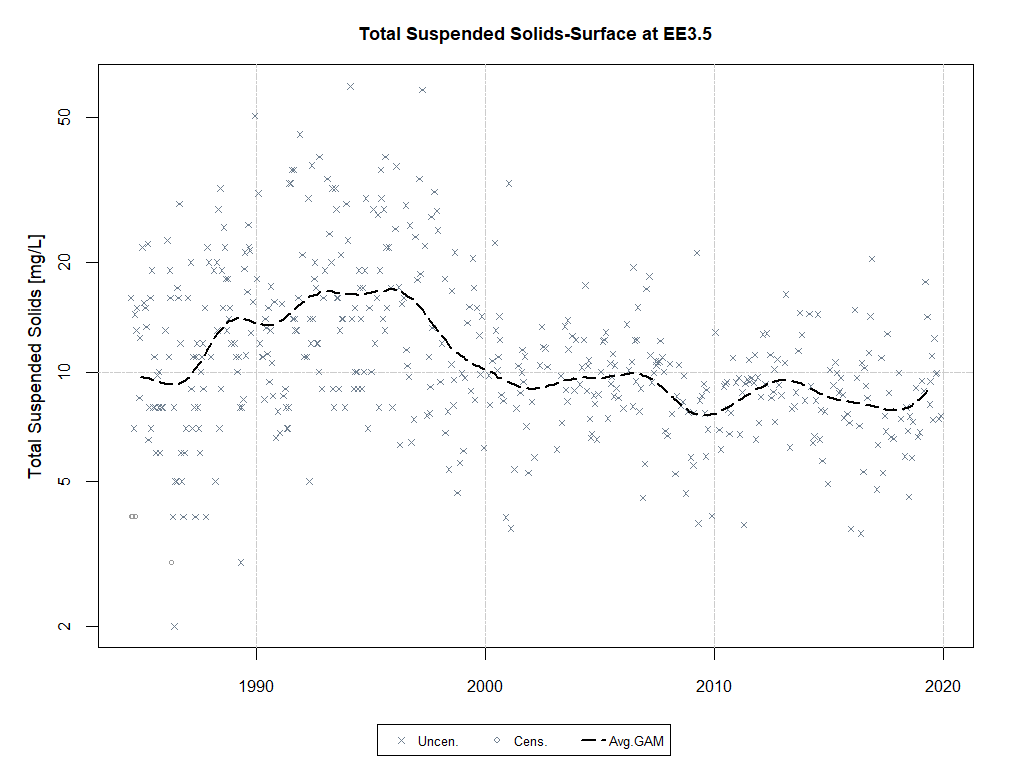 Total Suspended Solids-Surface at EE3.5
Total Suspended Solids [mg/L]
50
20
10
5
2
1990 2000 2010 2020
Uncen. Cens. Avg.GAM